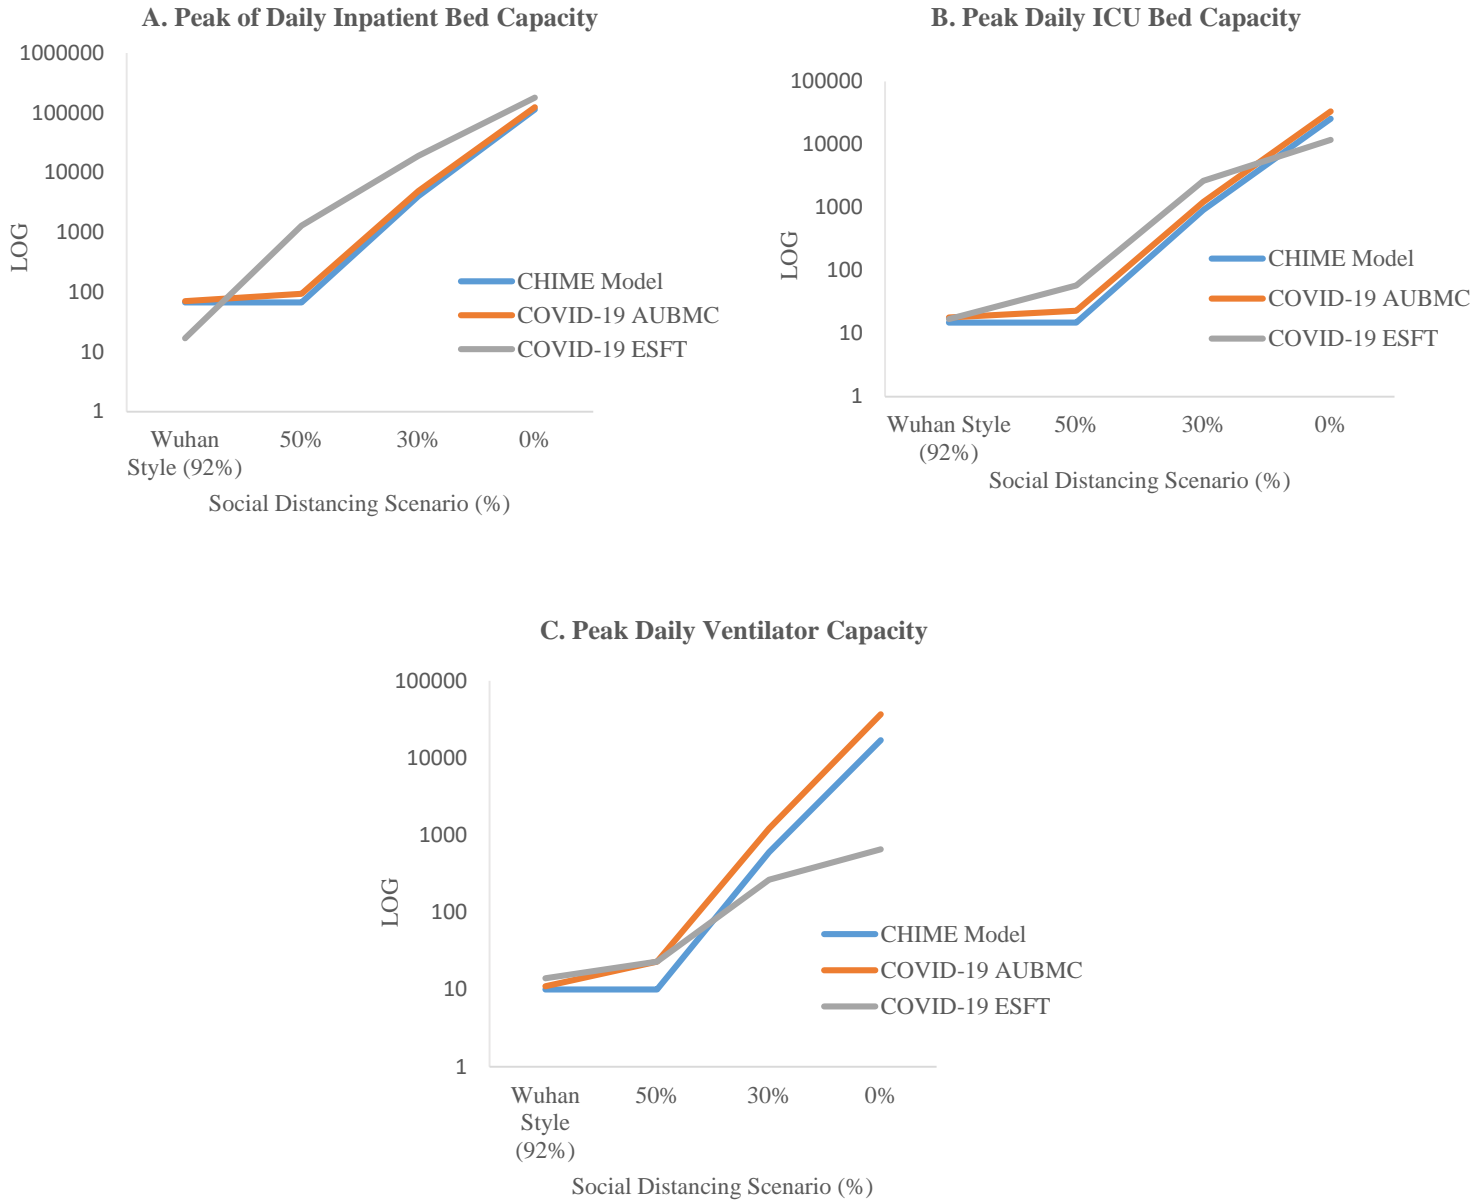 A. Peak of Daily Inpatient Bed Capacity
1000000
100000
10000
1000
100
10
1
LOG
CHIME Model
COVID-19 AUBMC
COVID-19 ESFT
Wuhan
Style (92%)
50%
30%
0%
Social Distancing Scenario (%)
B. Peak Daily ICU Bed Capacity
100000
10000
1000
100
10
1
LOG
CHIME Model
COVID-19 AUBMC
COVID-19 ESFT
Wuhan Style
(92%)
50%
30%
0%
Social Distancing Scenario (%)
C. Peak Daily Ventilator Capacity
100000
10000
1000
100
10
1
LOG
CHIME Model
COVID-19 AUBMC
COVID-19 ESFT
Wuhan
Style
(92%)
50%
30%
0%
Social Distancing Scenario (%)